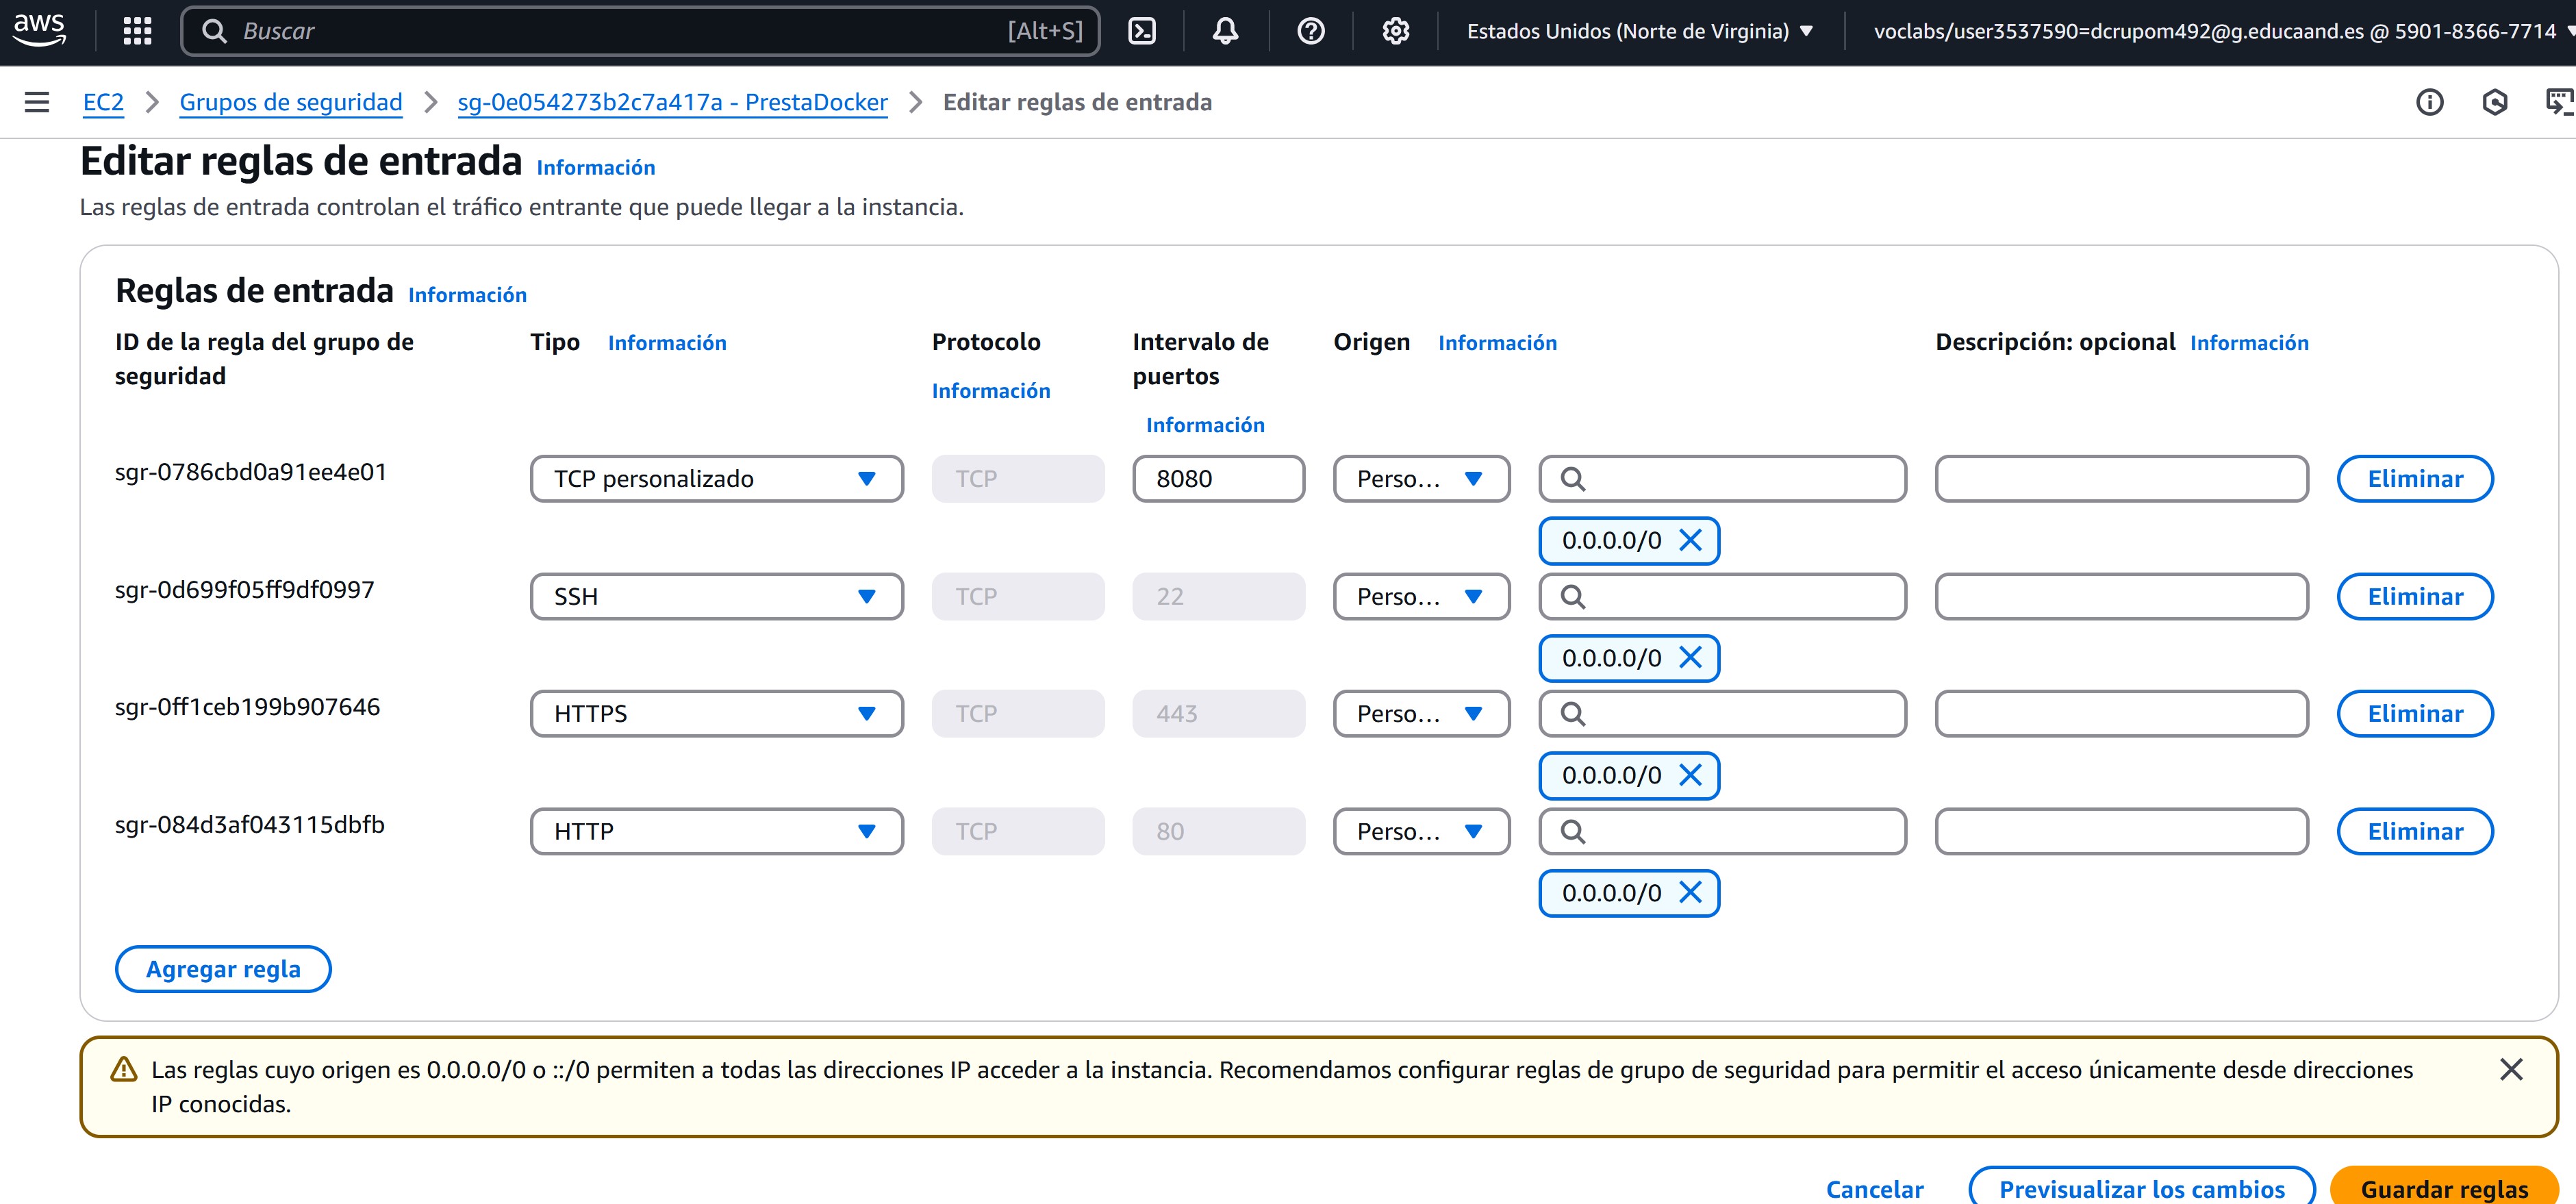 aws
Buscar [Alt+S] Estados Unidos (Norte de Virginia) voclabs/user3537590=dcrupom492@g.educaand.es @ 5901-8366-7714
EC2 Grupos de seguridad sg-0e054273b2c7a417a - PrestaDocker Editar reglas de entrada
Editar reglas de entrada Información
Las reglas de entrada controlan el tráfico entrante que puede llegar a la instancia.
Reglas de entrada Información
ID de la regla del grupo de seguridad Tipo Información Protocolo Información Intervalo de puertos Información Origen Información Descripción: opcional Información
sgr-0786cbd0a91ee4e01 TCP personalizado TCP 8080 Perso... Eliminar
0.0.0.0/0
sgr-0d699f05ff9df0997 SSH TCP 22 Perso... Eliminar
0.0.0.0/0
sgr-0ff1ceb199b907646 HTTPS TCP 443 Perso... Eliminar
0.0.0.0/0
sgr-084d3af043115dbfb HTTP TCP 80 Perso... Eliminar
0.0.0.0/0
Agregar regla
Las reglas cuyo origen es 0.0.0.0/0 o ::/0 permiten a todas las direcciones IP acceder a la instancia. Recomendamos configurar reglas de grupo de seguridad para permitir el acceso únicamente desde direcciones
IP conocidas.
Cancelar Previsualizar los cambios Guardar reglas